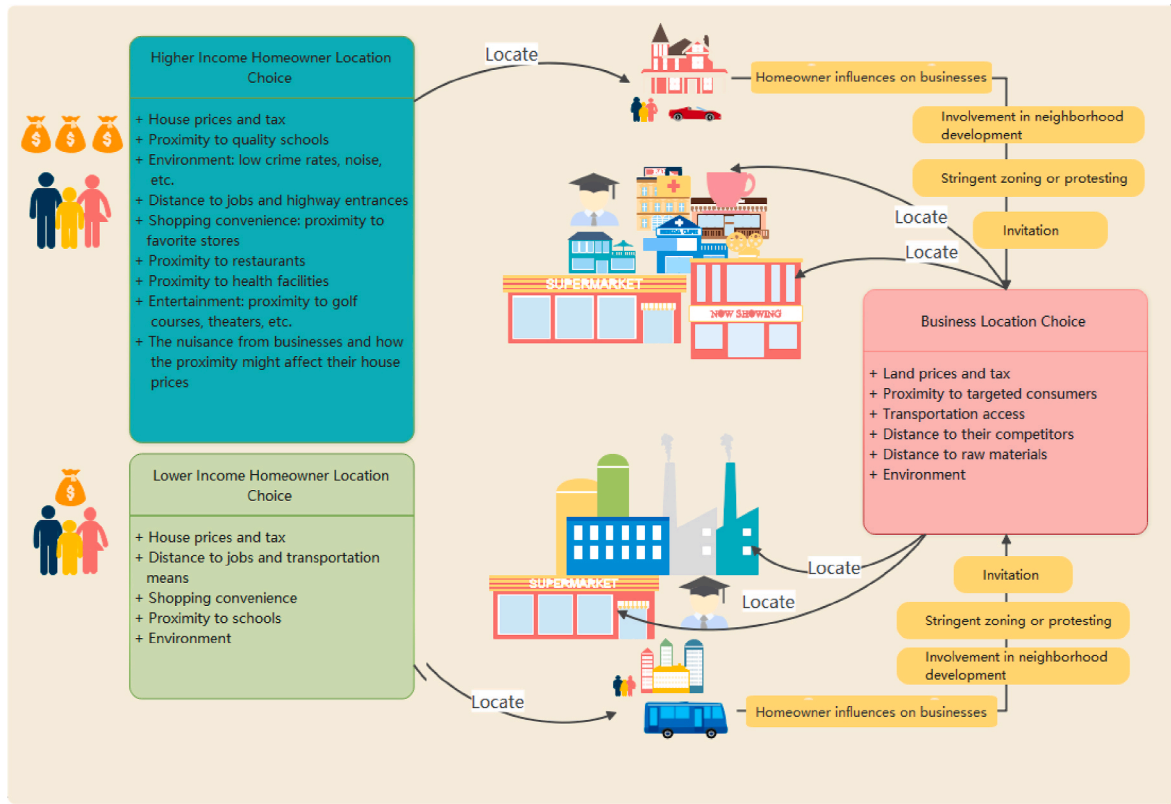 Higher Income Homeowner Location
Choice
+ House prices and tax
+ Proximity to quality schools
+ Environment: low crime rates, noise,
etc.
+ Distance to jobs and highway entrances
+ Shopping convenience: proximity to
favorite stores
+ Proximity to restaurants
+ Proximity to health facilities
+ Entertainment: proximity to golf
courses, theaters, etc.
+ The nuisance from businesses and how
the proximity might affect their house
prices
Lower Income Homeowner Location
Choice
+ House prices and tax
+ Distance to jobs and transportation
means
+ Shopping convenience
+ Proximity to schools
+ Environment
Locate
Homeowner influences on businesses
Involvement in neighborhood
development
Stringent zoning or protesting
Invitation
Locate
Locate
SUPERMARKET
NOW SHOWING
Business Location Choice
+ Land prices and tax
+ Proximity to targeted consumers
+ Transportation access
+ Distance to their competitors
+ Distance to raw materials
+ Environment
Locate
Locate
SUPERMARKET
Invitation
Stringent zoning or protesting
Involvement in neighborhood
development
Homeowner influences on businesses
Locate